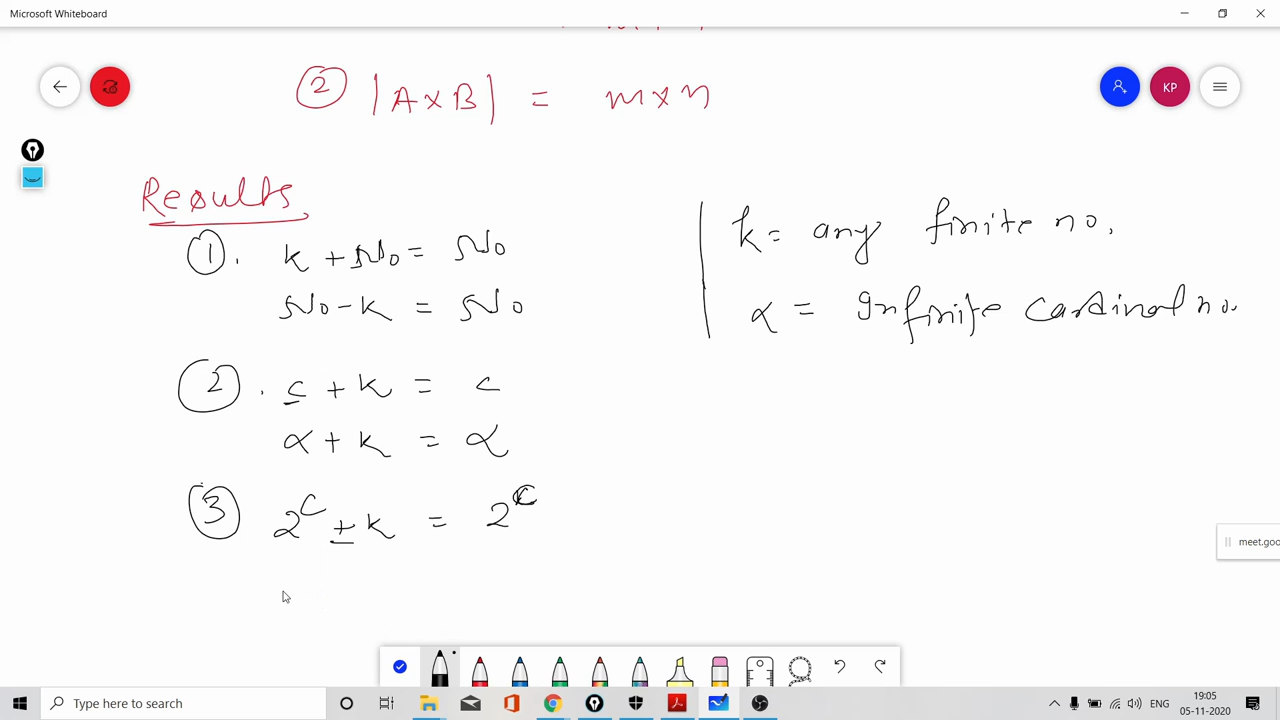 Microsoft Whiteboard
② |A×B| = m×n
KP
Results
①. k + ℵ₀ = ℵ₀
ℵ₀ - k = ℵ₀
k = any finite no.
α = Infinite cardinal no.
②. c + k = c
α + k = α
③ 2^c ± k = 2^c
meet.goo
Type here to search
ENG
19:05
05-11-2020